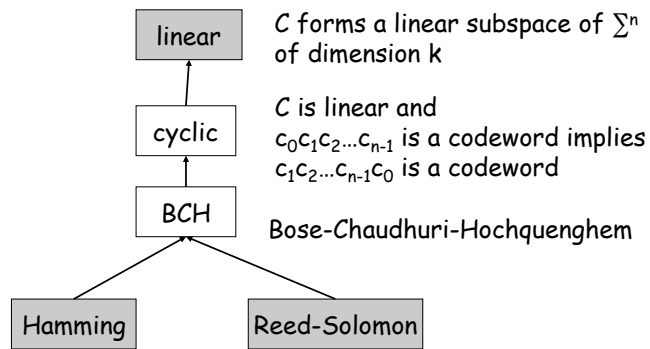 linear
C forms a linear subspace of ∑ⁿ
of dimension k
cyclic
C is linear and
c₀c₁c₂…cₙ₋₁ is a codeword implies
c₁c₂…cₙ₋₁c₀ is a codeword
BCH
Bose-Chaudhuri-Hochquenghem
Hamming
Reed-Solomon